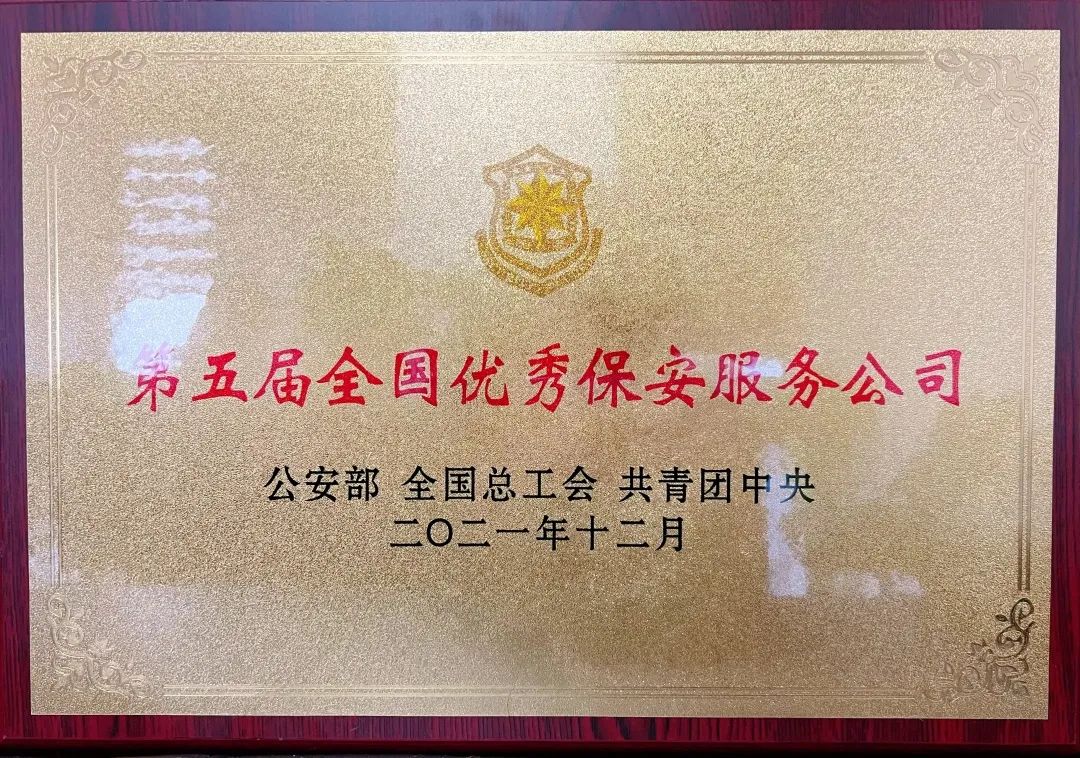 第五届全国优秀保安服务公司
公安部 全国总工会 共青团中央
二〇二一年十二月